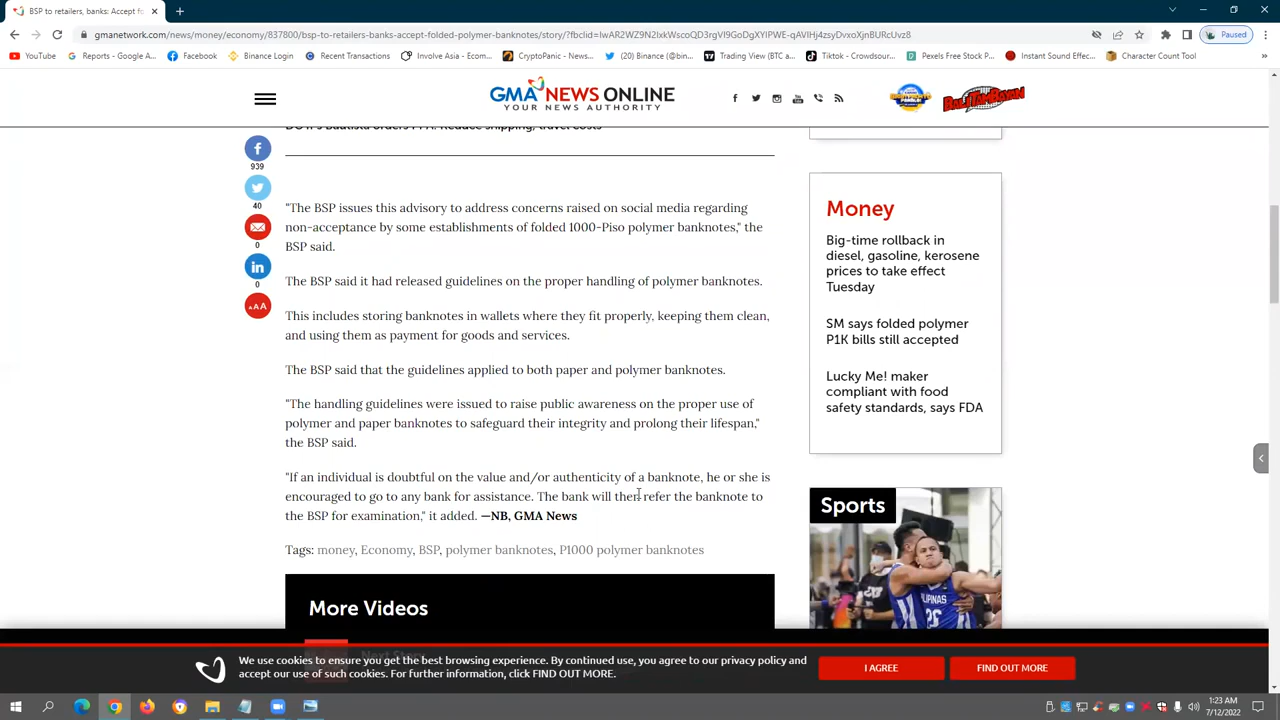 BSP to retailers, banks: Accept fo
gmanetwork.com/news/money/economy/837800/bsp-to-retailers-banks-accept-folded-polymer-banknotes/story/?fbclid=IwAR2WZ9N2IxkWscoQD3rgVI9GoDgXYIPWE-qAVIHj4zsyDvxoXjnBURcUvz8
Paused
YouTube
Reports - Google A...
Facebook
Binance Login
Recent Transactions
Involve Asia - Ecom...
CryptoPanic - News...
(20) Binance (@bin...
Trading View (BTC a...
Tiktok - Crowdsour...
Pexels Free Stock P...
Instant Sound Effec...
Character Count Tool
GMA NEWS ONLINE
YOUR NEWS AUTHORITY
939
40
0
0
AAA
"The BSP issues this advisory to address concerns raised on social media regarding
non-acceptance by some establishments of folded 1000-Piso polymer banknotes," the
BSP said.
The BSP said it had released guidelines on the proper handling of polymer banknotes.
This includes storing banknotes in wallets where they fit properly, keeping them clean,
and using them as payment for goods and services.
The BSP said that the guidelines applied to both paper and polymer banknotes.
"The handling guidelines were issued to raise public awareness on the proper use of
polymer and paper banknotes to safeguard their integrity and prolong their lifespan,"
the BSP said.
"If an individual is doubtful on the value and/or authenticity of a banknote, he or she is
encouraged to go to any bank for assistance. The bank will then refer the banknote to
the BSP for examination," it added. —NB, GMA News
Tags: money, Economy, BSP, polymer banknotes, P1000 polymer banknotes
More Videos
Money
Big-time rollback in
diesel, gasoline, kerosene
prices to take effect
Tuesday
SM says folded polymer
P1K bills still accepted
Lucky Me! maker
compliant with food
safety standards, says FDA
Sports
PILIPINAS
We use cookies to ensure you get the best browsing experience. By continued use, you agree to our privacy policy and
accept our use of such cookies. For further information, click FIND OUT MORE.
I AGREE
FIND OUT MORE
1:23 AM
7/12/2022